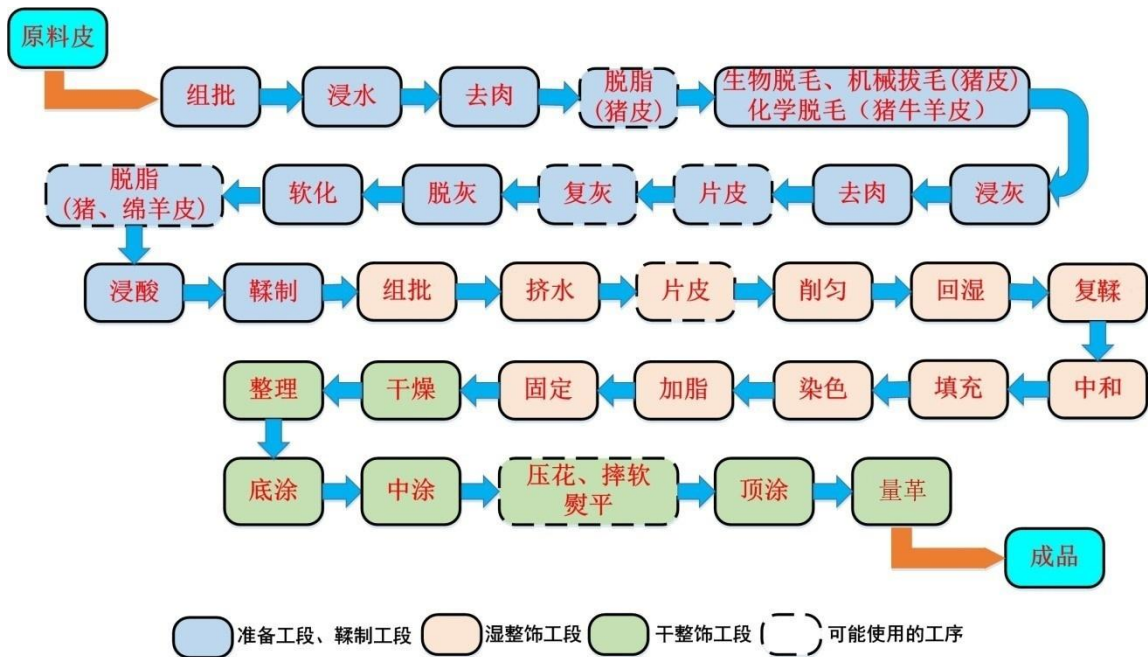 原料皮
组批
浸水
去肉
脱脂
(猪皮)
生物脱毛、机械拔毛(猪皮)
化学脱毛（猪牛羊皮）
浸灰
去肉
片皮
复灰
脱灰
软化
脱脂
(猪、绵羊皮)
浸酸
鞣制
组批
挤水
片皮
削匀
回湿
复鞣
中和
填充
染色
加脂
固定
干燥
整理
底涂
中涂
压花、摔软
熨平
顶涂
量革
成品
准备工段、鞣制工段
湿整饰工段
干整饰工段
可能使用的工序